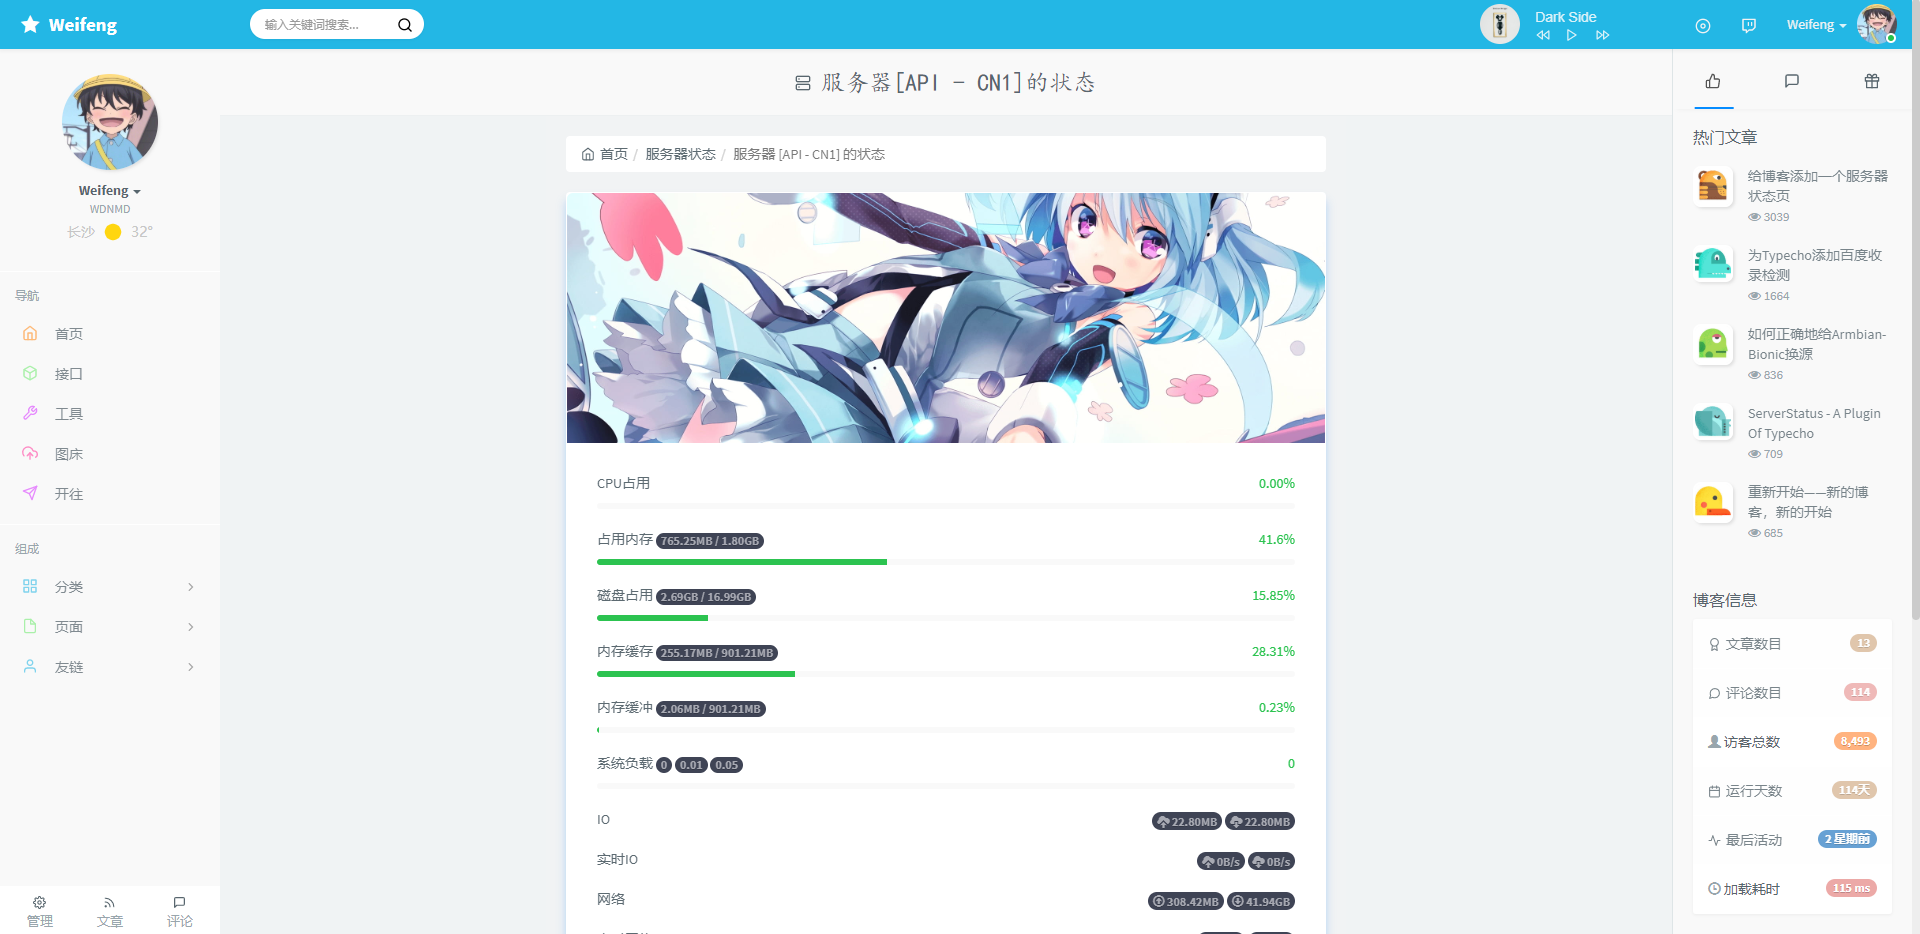 Weifeng
输入关键词搜索...
Dark Side
Weifeng
Weifeng
WDNMD
长沙 32°
导航
首页
接口
工具
图床
开往
组成
分类
页面
友链
管理
文章
评论
服务器[API - CN1]的状态
首页 / 服务器状态 / 服务器 [API - CN1] 的状态
CPU占用 0.00%
占用内存 765.25MB / 1.80GB 41.6%
磁盘占用 2.69GB / 16.99GB 15.85%
内存缓存 255.17MB / 901.21MB 28.31%
内存缓冲 2.06MB / 901.21MB 0.23%
系统负载 0 0.01 0.05 0
IO 22.80MB 22.80MB
实时IO 0B/s 0B/s
网络 308.42MB 41.94GB
热门文章
给博客添加一个服务器
状态页
3039
为Typecho添加百度收
录检测
1664
如何正确地给Armbian-
Bionic换源
836
ServerStatus - A Plugin
Of Typecho
709
重新开始——新的博
客，新的开始
685
博客信息
文章数目 13
评论数目 114
访客总数 8,493
运行天数 114天
最后活动 2 星期前
加载耗时 115 ms